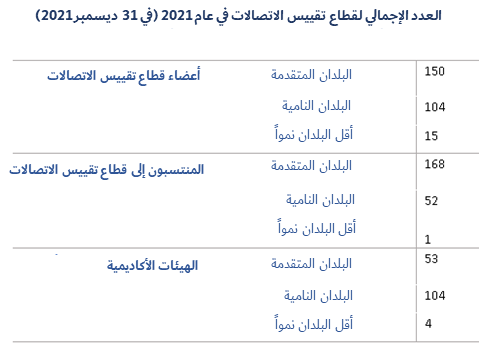 العدد الإجمالي لقطاع تقييس الاتصالات في عام 2021 (في 31 ديسمبر 2021)
أعضاء قطاع تقييس الاتصالات البلدان المتقدمة 150
البلدان النامية 104
أقل البلدان نمواً 15
المنتسبون إلى قطاع تقييس الاتصالات البلدان المتقدمة 168
البلدان النامية 52
أقل البلدان نمواً 1
الهيئات الأكاديمية البلدان المتقدمة 53
البلدان النامية 104
أقل البلدان نمواً 4